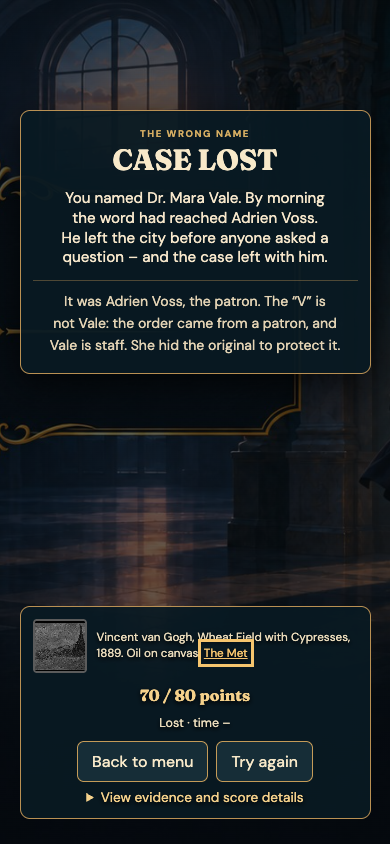 THE WRONG NAME
CASE LOST
You named Dr. Mara Vale. By morning
the word had reached Adrien Voss.
He left the city before anyone asked a
question – and the case left with him.
It was Adrien Voss, the patron. The "V" is
not Vale: the order came from a patron, and
Vale is staff. She hid the original to protect it.
Vincent van Gogh, Wheat Field with Cypresses,
1889. Oil on canvas The Met
70 / 80 points
Lost · time –
Back to menu Try again
▶ View evidence and score details